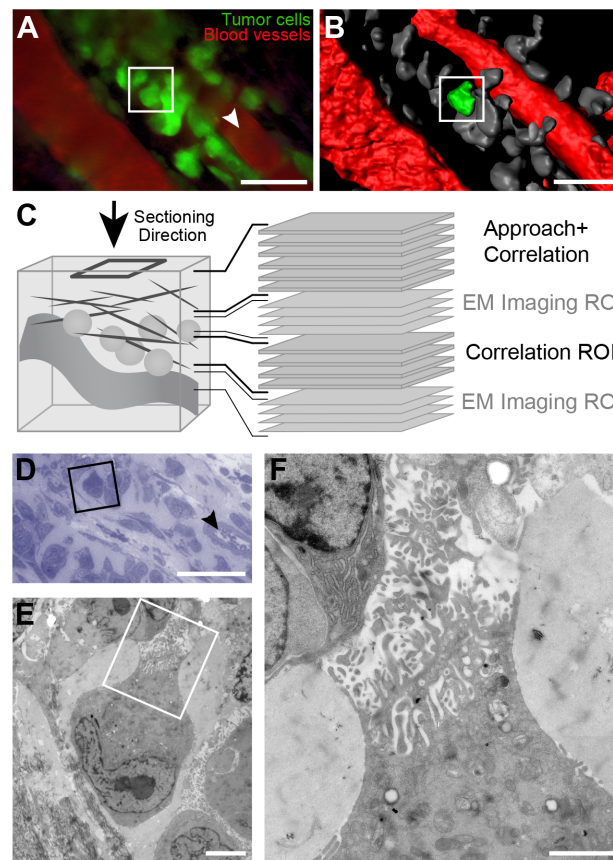 A
Tumor cells
Blood vessels
B
C
Sectioning
Direction
Approach+
Correlation
EM Imaging RO
Correlation ROI
EM Imaging RO
D
E
F